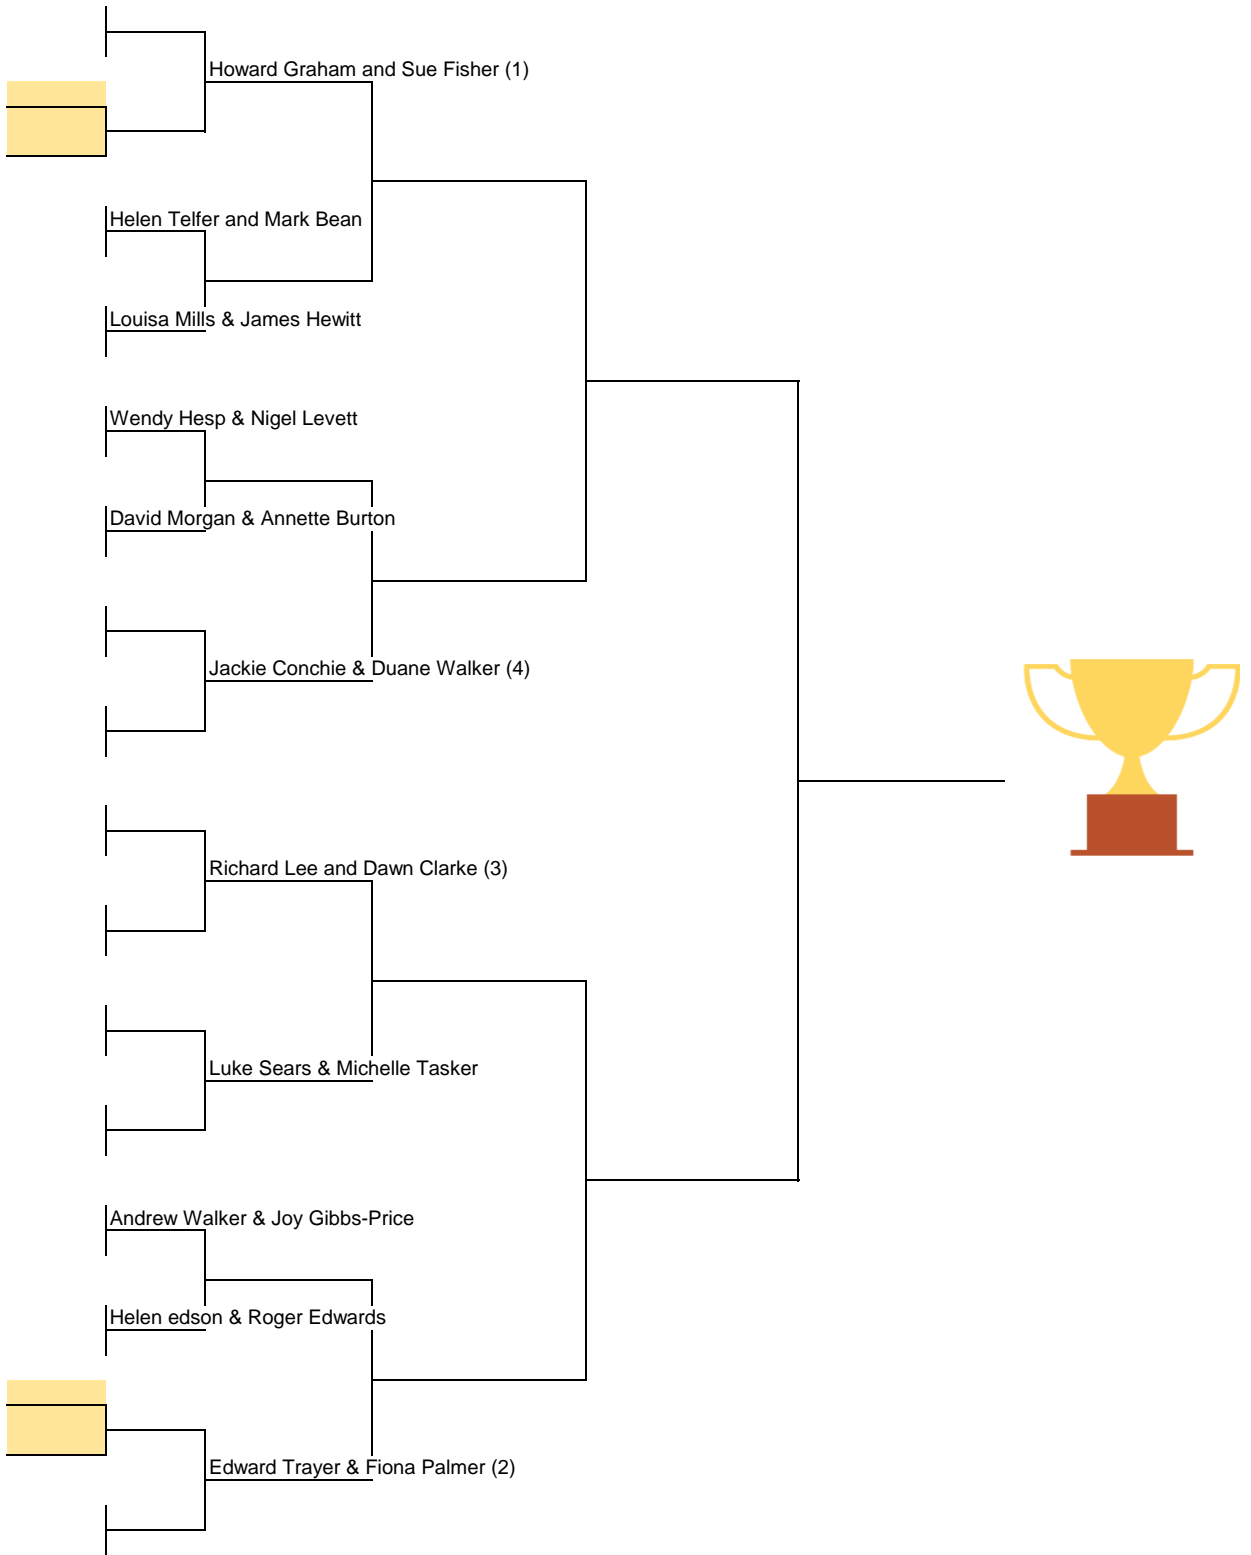 Howard Graham and Sue Fisher (1)
Helen Telfer and Mark Bean
Louisa Mills & James Hewitt
Wendy Hesp & Nigel Levett
David Morgan & Annette Burton
Jackie Conchie & Duane Walker (4)
Richard Lee and Dawn Clarke (3)
Luke Sears & Michelle Tasker
Andrew Walker & Joy Gibbs-Price
Helen edson & Roger Edwards
Edward Trayer & Fiona Palmer (2)